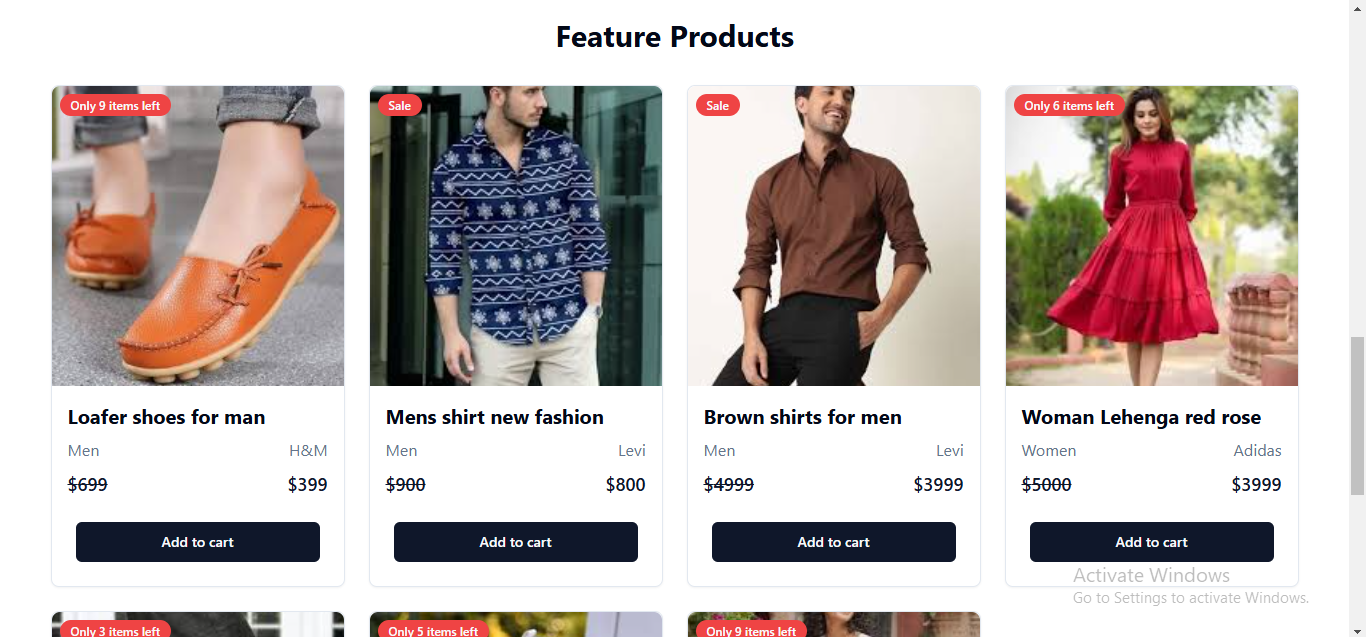 Feature Products
Only 9 items left
Sale
Sale
Only 6 items left
Loafer shoes for man
Men H&M
$699 $399
Add to cart
Mens shirt new fashion
Men Levi
$900 $800
Add to cart
Brown shirts for men
Men Levi
$4999 $3999
Add to cart
Woman Lehenga red rose
Women Adidas
$5000 $3999
Add to cart
Activate Windows
Go to Settings to activate Windows.
Only 3 items left
Only 5 items left
Only 9 items left